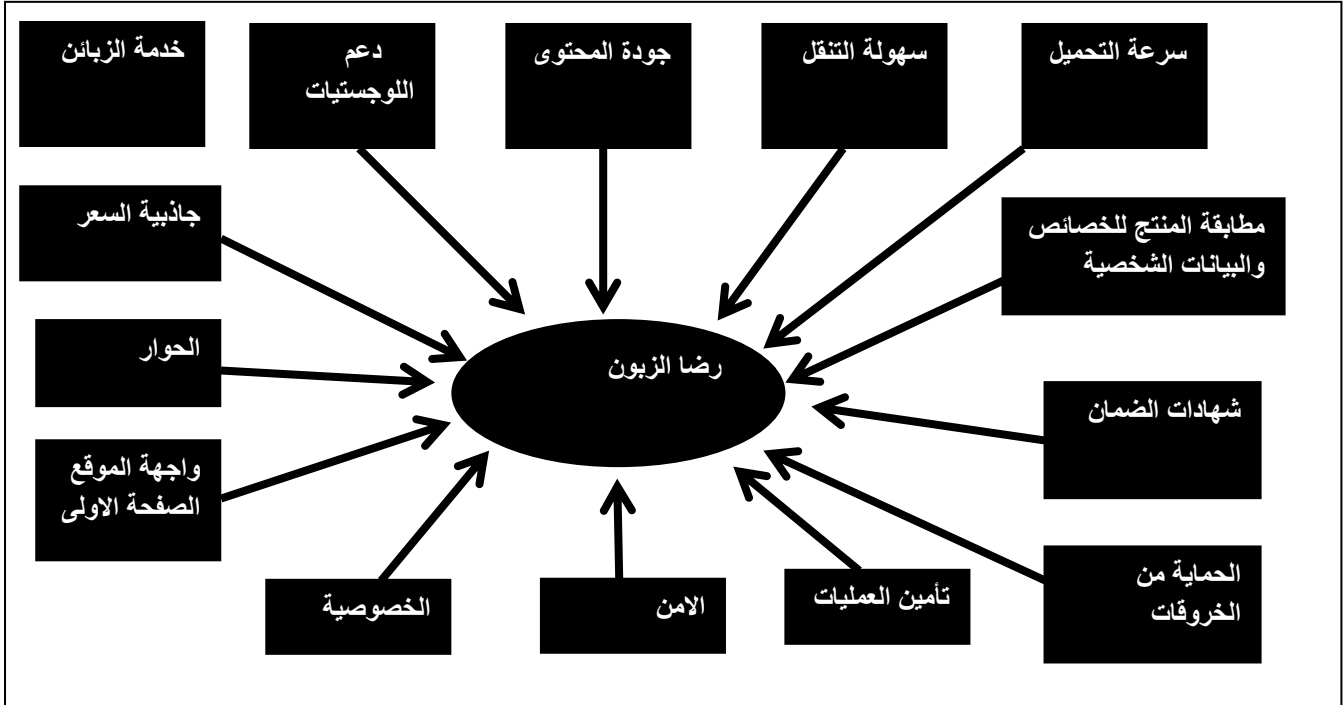 سرعة التحميل
سهولة التنقل
جودة المحتوى
دعم
اللوجستيات
خدمة الزبائن
مطابقة المنتج للخصائص
والبيانات الشخصية
جاذبية السعر
رضا الزبون
الحوار
شهادات الضمان
واجهة الموقع
الصفحة الاولى
الحماية من
الخروقات
تأمين العمليات
الامن
الخصوصية